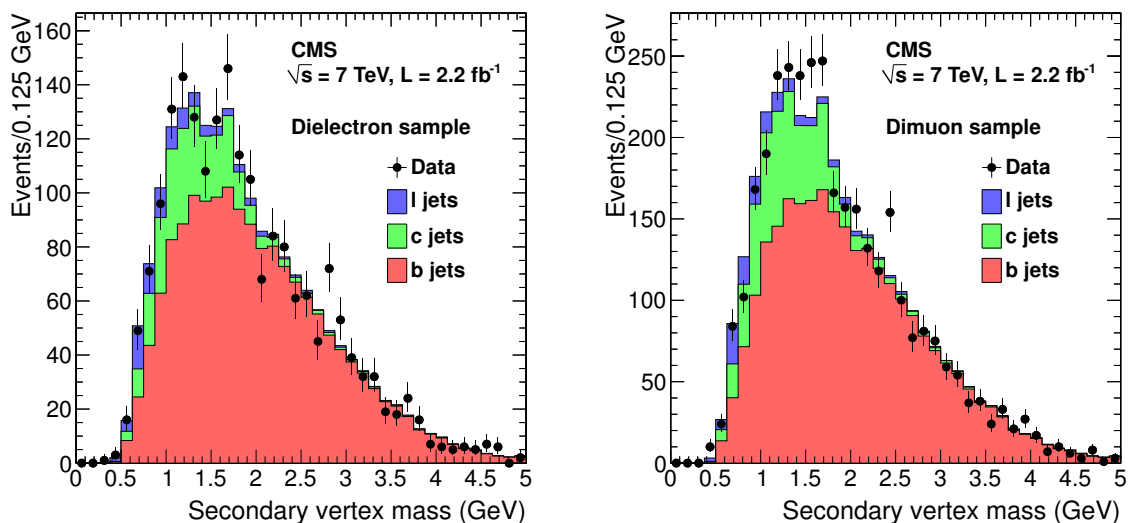 Events/0.125 GeV
160
140
120
100
80
60
40
20
0
CMS
√s = 7 TeV, L = 2.2 fb⁻¹
Dielectron sample
Data
l jets
c jets
b jets
0 0.5 1 1.5 2 2.5 3 3.5 4 4.5 5
Secondary vertex mass (GeV)
Events/0.125 GeV
250
200
150
100
50
0
CMS
√s = 7 TeV, L = 2.2 fb⁻¹
Dimuon sample
Data
l jets
c jets
b jets
0 0.5 1 1.5 2 2.5 3 3.5 4 4.5 5
Secondary vertex mass (GeV)